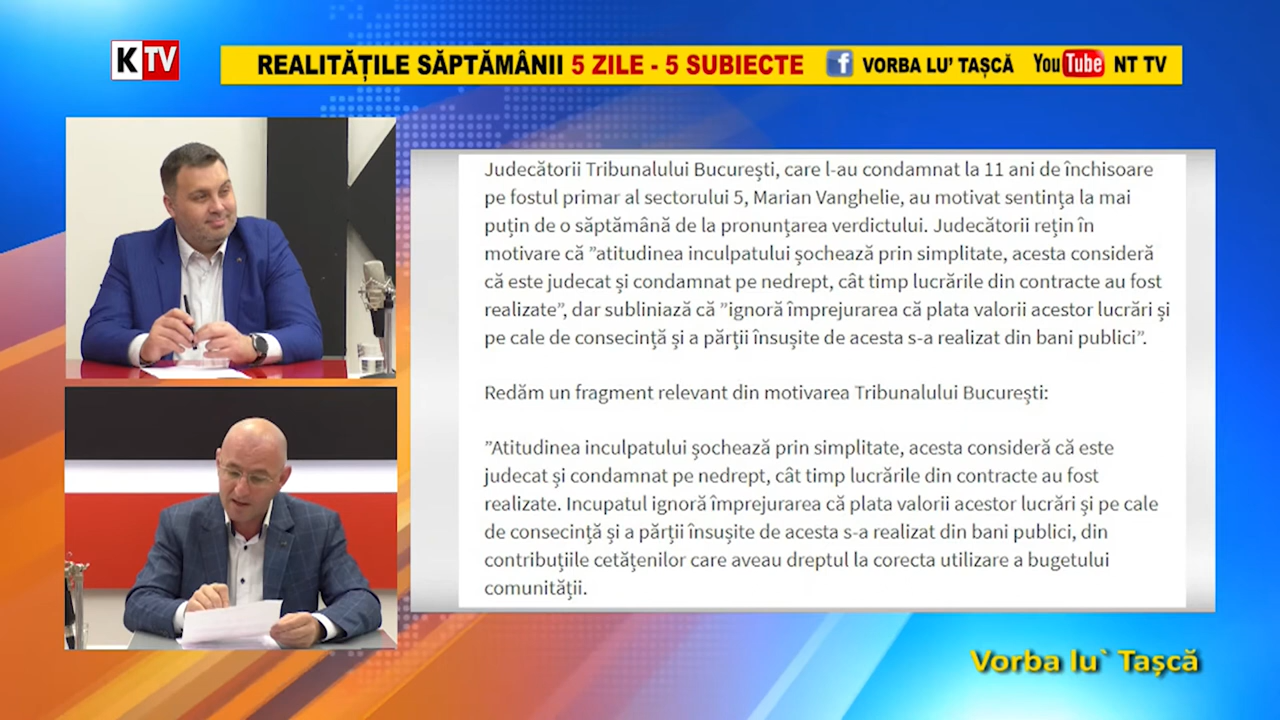 KTV
REALITĂȚILE SĂPTĂMÂNII 5 ZILE - 5 SUBIECTE f VORBA LU' TAȘCĂ YouTube NT TV
Judecătorii Tribunalului București, care l-au condamnat la 11 ani de închisoare
pe fostul primar al sectorului 5, Marian Vanghelie, au motivat sentința la mai
puțin de o săptămână de la pronunțarea verdictului. Judecătorii rețin în
motivare că ”atitudinea inculpatului șochează prin simplitate, acesta consideră
că este judecat și condamnat pe nedrept, cât timp lucrările din contracte au fost
realizate”, dar subliniază că ”ignoră împrejurarea că plata valorii acestor lucrări și
pe cale de consecință și a părții însușite de acesta s-a realizat din bani publici”.
Redăm un fragment relevant din motivarea Tribunalului București:
”Atitudinea inculpatului șochează prin simplitate, acesta consideră că este
judecat și condamnat pe nedrept, cât timp lucrările din contracte au fost
realizate. Incupatul ignoră împrejurarea că plata valorii acestor lucrări și pe cale
de consecință și a părții însușite de acesta s-a realizat din bani publici, din
contribuțiile cetățenilor care aveau dreptul la corecta utilizare a bugetului
comunității.
Vorba lu` Tașcă